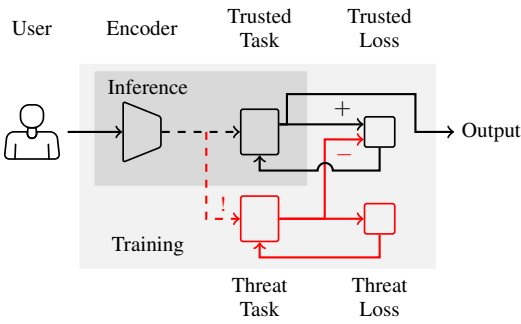 User
Encoder
Trusted
Task
Trusted
Loss
Inference
+
Output
−
!
Training
Threat
Task
Threat
Loss